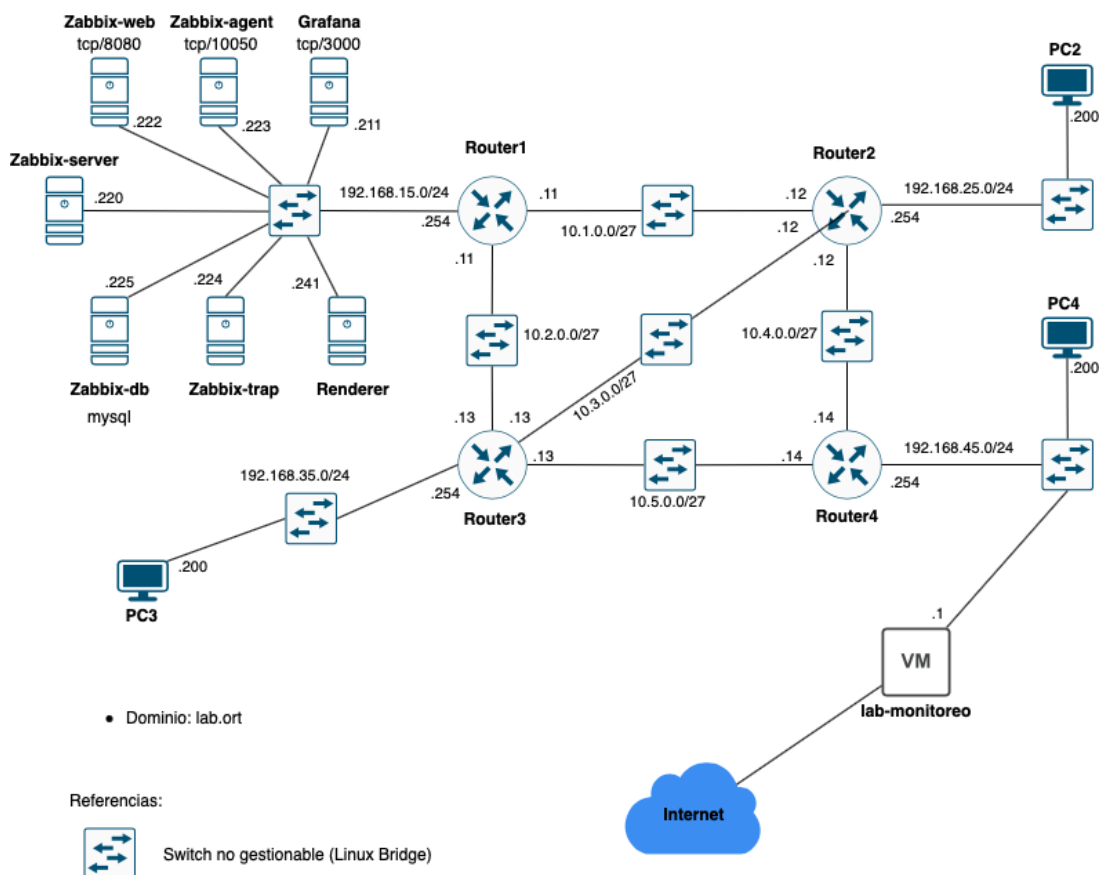 Zabbix-web
tcp/8080
Zabbix-agent
tcp/10050
Grafana
tcp/3000
PC2
.200
.222
.223
.211
Zabbix-server
.220
Router1
Router2
192.168.15.0/24
.254
.11
.12
10.1.0.0/27
192.168.25.0/24
.254
.12
.11
.12
.225
.224
.241
Zabbix-db
mysql
Zabbix-trap
Renderer
10.2.0.0/27
10.3.0.0/27
10.4.0.0/27
PC4
.200
.13
.13
.14
192.168.35.0/24
.254
.13
.14
10.5.0.0/27
192.168.45.0/24
.254
Router3
Router4
.200
PC3
.1
VM
lab-monitoreo
• Dominio: lab.ort
Internet
Referencias:
Switch no gestionable (Linux Bridge)